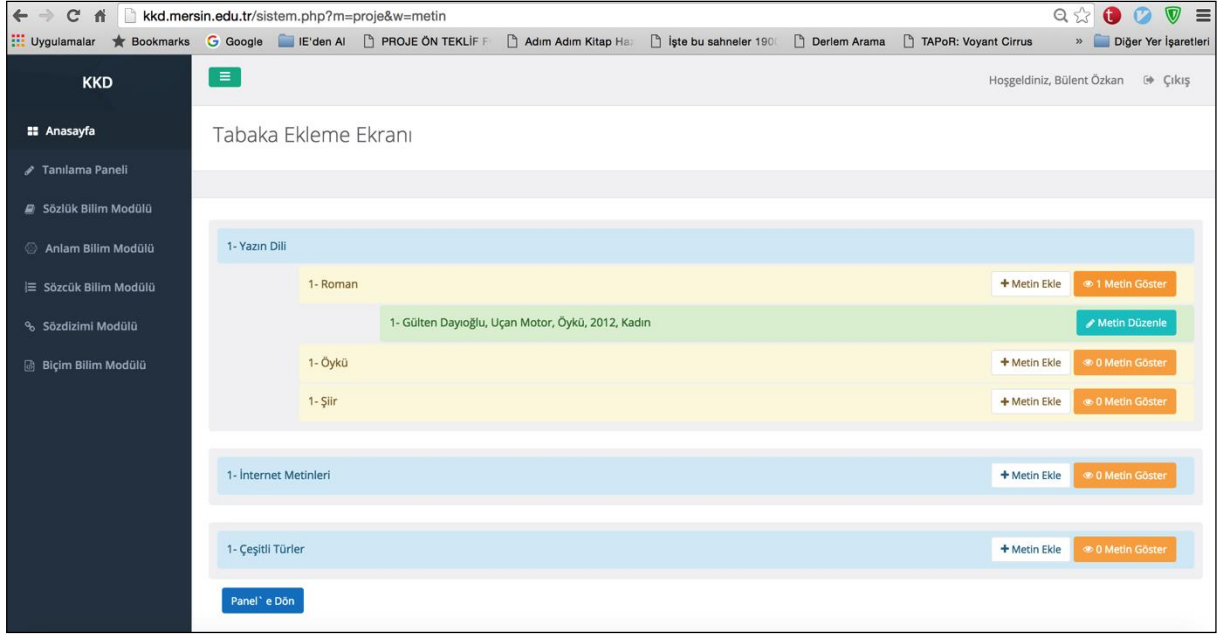 kkd.mersin.edu.tr/sistem.php?m=proje&w=metin
Uygulamalar Bookmarks Google IE'den Al PROJE ÖN TEKLİF F Adım Adım Kitap Haz İşte bu sahneler 190 Derlem Arama TAPoR: Voyant Cirrus » Diğer Yer İşaretleri
KKD
Hoşgeldiniz, Bülent Özkan Çıkış
Anasayfa
Tabaka Ekleme Ekranı
Tanılama Paneli
Sözlük Bilim Modülü
Anlam Bilim Modülü
Sözcük Bilim Modülü
Sözdizimi Modülü
Biçim Bilim Modülü
1- Yazın Dili
1- Roman + Metin Ekle 1 Metin Göster
1- Gülten Dayıoğlu, Uçan Motor, Öykü, 2012, Kadın Metin Düzenle
1- Öykü + Metin Ekle 0 Metin Göster
1- Şiir + Metin Ekle 0 Metin Göster
1- İnternet Metinleri + Metin Ekle 0 Metin Göster
1- Çeşitli Türler + Metin Ekle 0 Metin Göster
Panel` e Dön